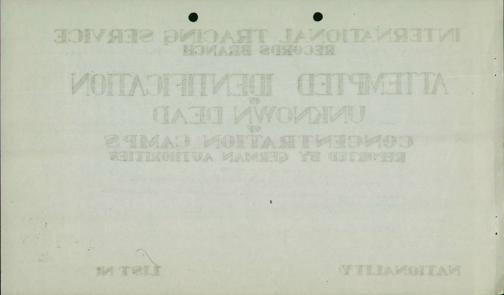 INTERNATIONAL TRACING SERVICE
RECORDS BRANCH
ATTEMPTED IDENTIFICATION
OF
UNKNOWN DEAD
OF
CONCENTRATION CAMPS
REPORTED BY GERMAN AUTHORITIES
NATIONALITY
LIST Nº